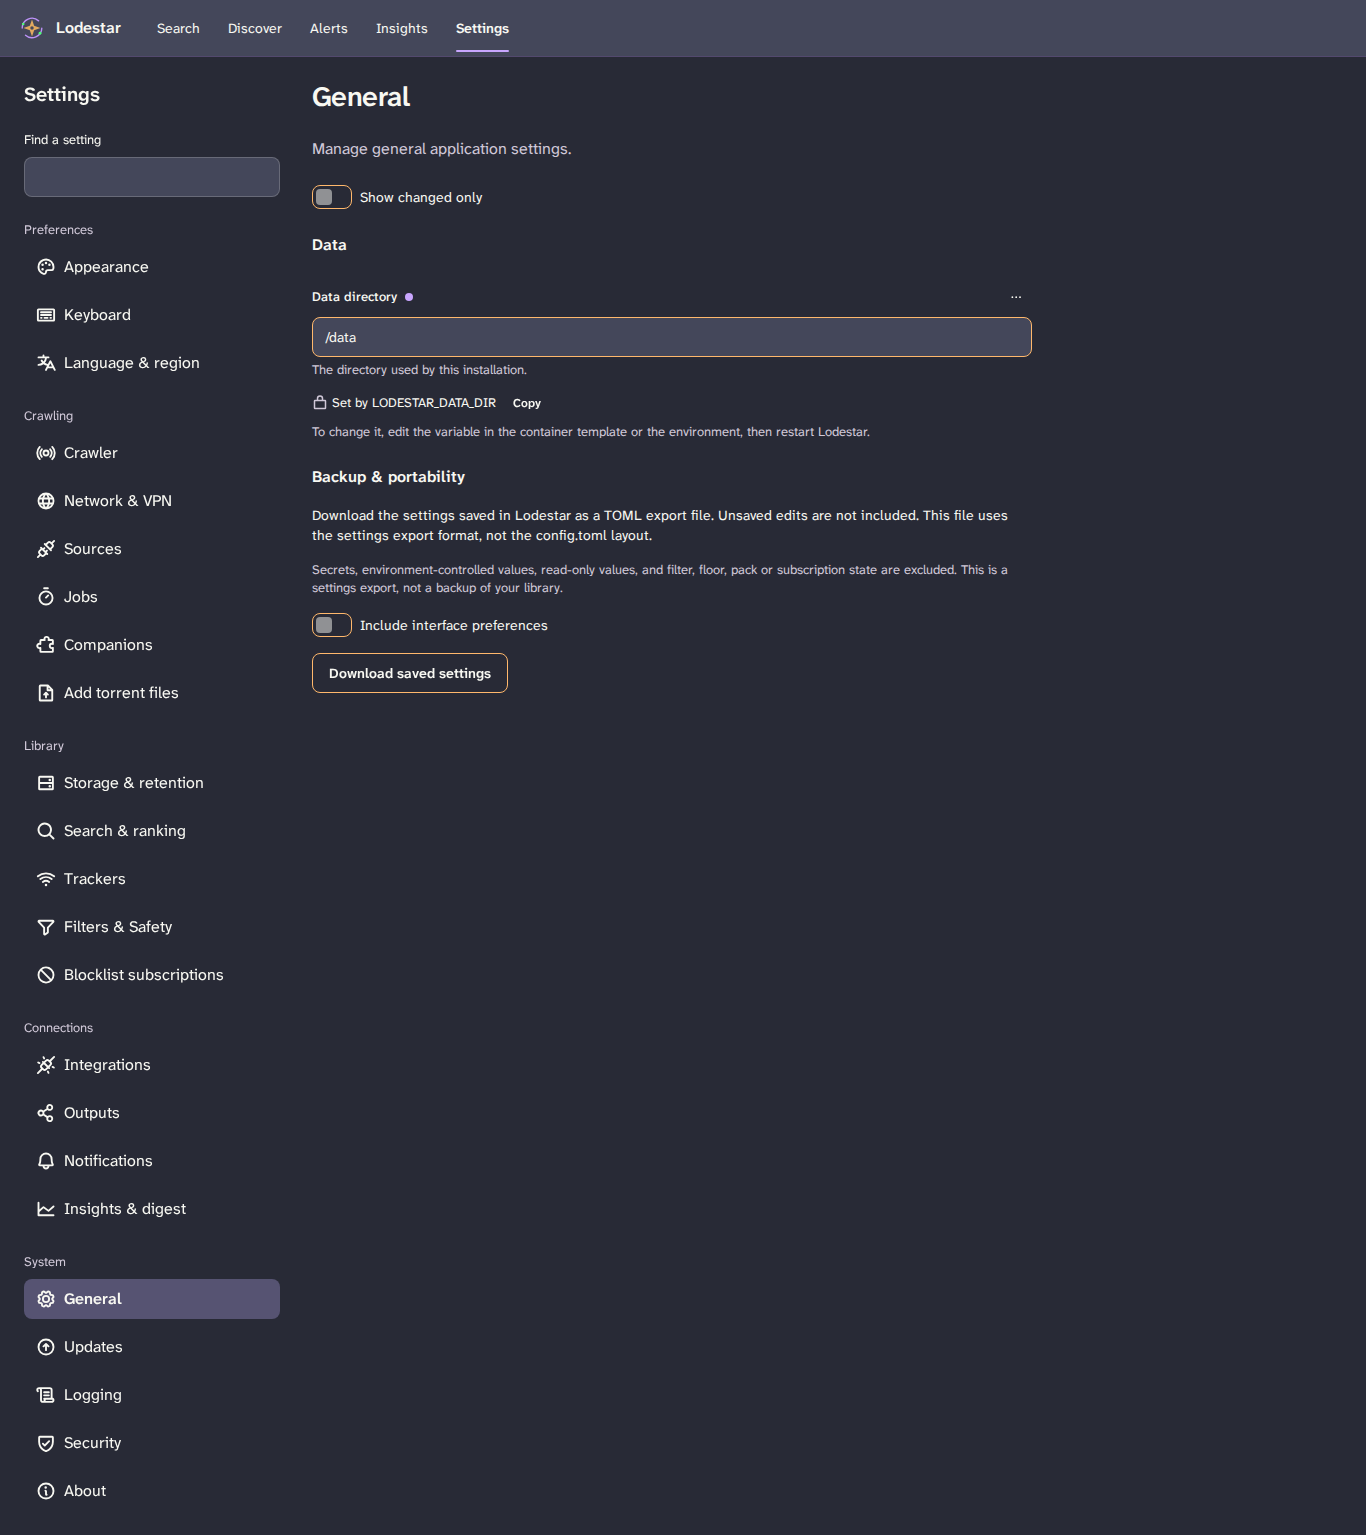 Lodestar
Search
Discover
Alerts
Insights
Settings
Settings
Find a setting
Preferences
Appearance
Keyboard
Language & region
Crawling
Crawler
Network & VPN
Sources
Jobs
Companions
Add torrent files
Library
Storage & retention
Search & ranking
Trackers
Filters & Safety
Blocklist subscriptions
Connections
Integrations
Outputs
Notifications
Insights & digest
System
General
Updates
Logging
Security
About
General
Manage general application settings.
Show changed only
Data
Data directory
...
/data
The directory used by this installation.
Set by LODESTAR_DATA_DIR
Copy
To change it, edit the variable in the container template or the environment, then restart Lodestar.
Backup & portability
Download the settings saved in Lodestar as a TOML export file. Unsaved edits are not included. This file uses
the settings export format, not the config.toml layout.
Secrets, environment-controlled values, read-only values, and filter, floor, pack or subscription state are excluded. This is a
settings export, not a backup of your library.
Include interface preferences
Download saved settings